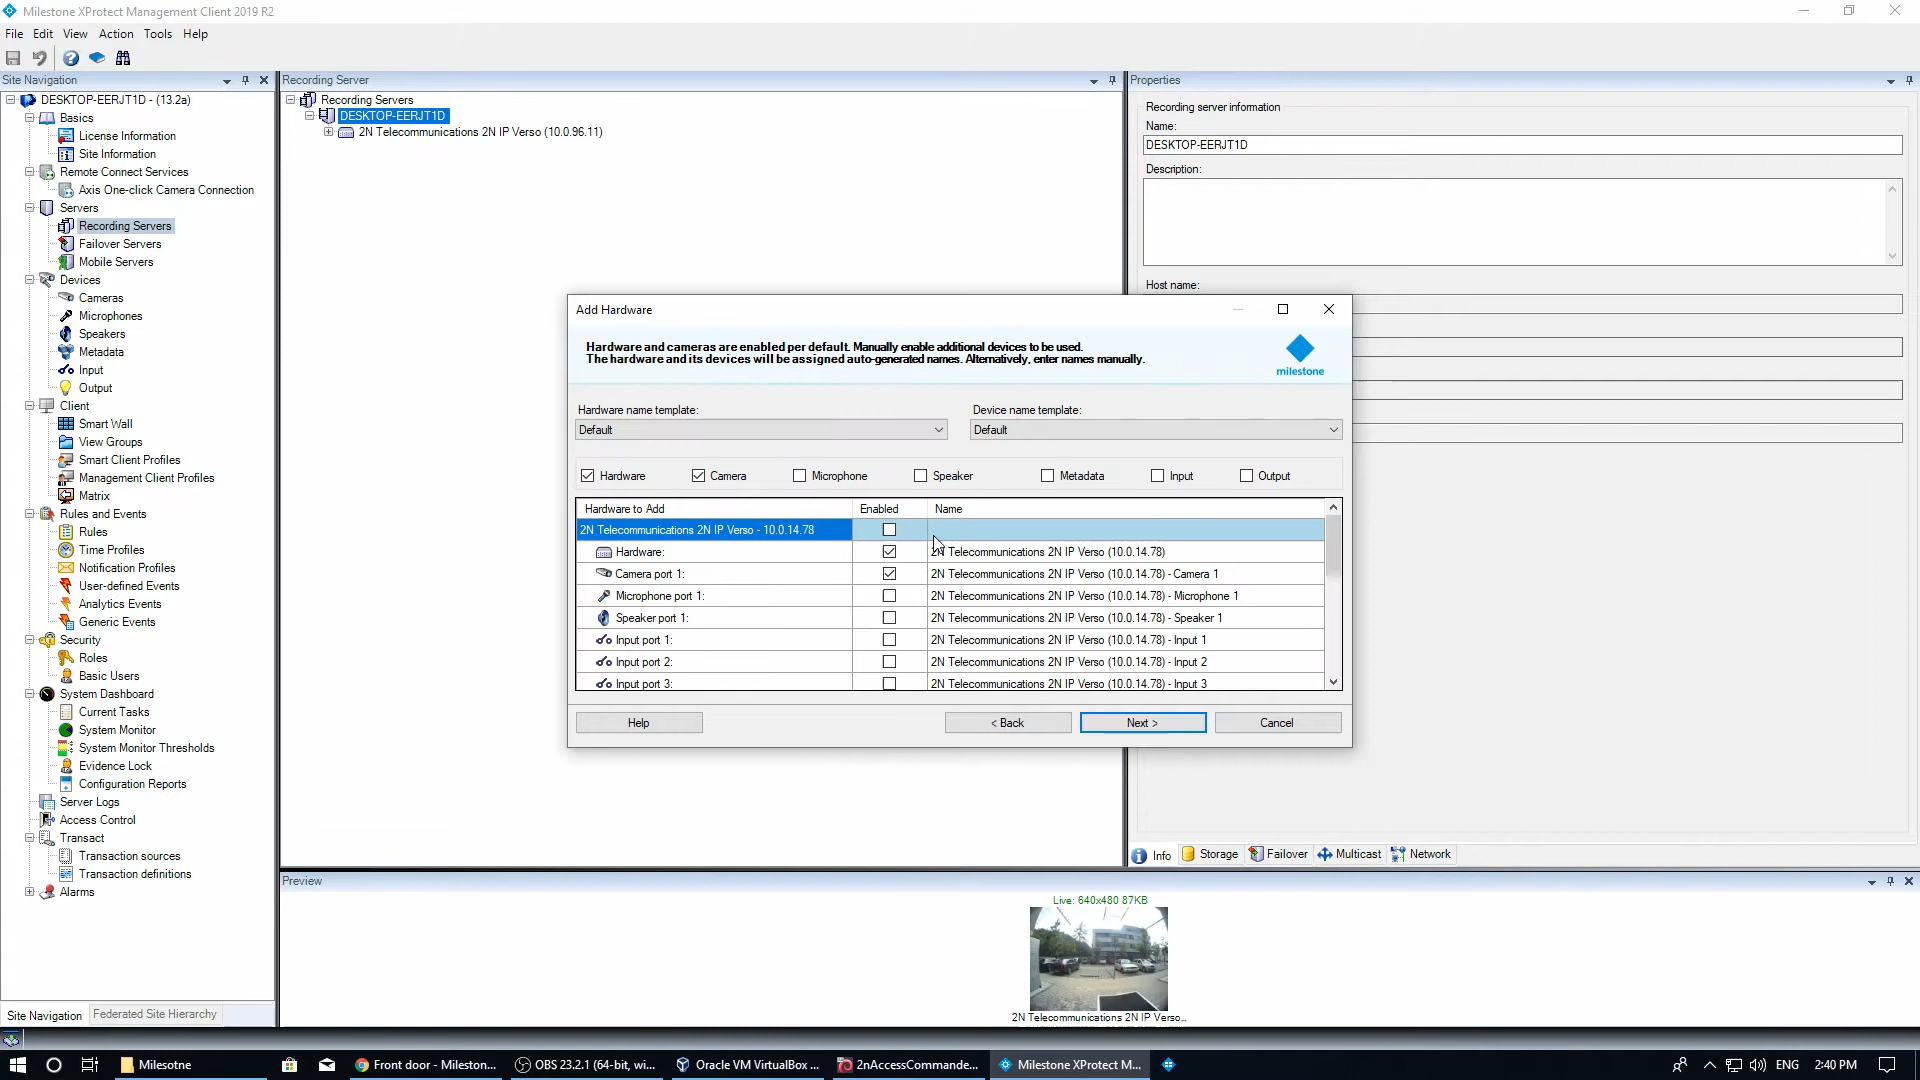 Milestone XProtect Management Client 2019 R2
File Edit View Action Tools Help
Site Navigation
DESKTOP-EERJT1D - (13.2a)
Basics
License Information
Site Information
Remote Connect Services
Axis One-click Camera Connection
Servers
Recording Servers
Failover Servers
Mobile Servers
Devices
Cameras
Microphones
Speakers
Metadata
Input
Output
Client
Smart Wall
View Groups
Smart Client Profiles
Management Client Profiles
Matrix
Rules and Events
Rules
Time Profiles
Notification Profiles
User-defined Events
Analytics Events
Generic Events
Security
Roles
Basic Users
System Dashboard
Current Tasks
System Monitor
System Monitor Thresholds
Evidence Lock
Configuration Reports
Server Logs
Access Control
Transact
Transaction sources
Transaction definitions
Alarms
Site Navigation Federated Site Hierarchy
Recording Server
Recording Servers
DESKTOP-EERJT1D
2N Telecommunications 2N IP Verso (10.0.96.11)
Properties
Recording server information
Name:
DESKTOP-EERJT1D
Description:
Host name:
Info Storage Failover Multicast Network
Add Hardware
Hardware and cameras are enabled per default. Manually enable additional devices to be used.
The hardware and its devices will be assigned auto-generated names. Alternatively, enter names manually.
milestone
Hardware name template: Device name template:
Default Default
Hardware Camera Microphone Speaker Metadata Input Output
Hardware to Add Enabled Name
2N Telecommunications 2N IP Verso - 10.0.14.78
Hardware: 2N Telecommunications 2N IP Verso (10.0.14.78)
Camera port 1: 2N Telecommunications 2N IP Verso (10.0.14.78) - Camera 1
Microphone port 1: 2N Telecommunications 2N IP Verso (10.0.14.78) - Microphone 1
Speaker port 1: 2N Telecommunications 2N IP Verso (10.0.14.78) - Speaker 1
Input port 1: 2N Telecommunications 2N IP Verso (10.0.14.78) - Input 1
Input port 2: 2N Telecommunications 2N IP Verso (10.0.14.78) - Input 2
Input port 3: 2N Telecommunications 2N IP Verso (10.0.14.78) - Input 3
Help < Back Next > Cancel
Preview
Live: 640x480 87KB
2N Telecommunications 2N IP Verso...
Milesotne Front door - Mileston... OBS 23.2.1 (64-bit, wi... Oracle VM VirtualBox ... 2nAccessCommande... Milestone XProtect M... ENG 2:40 PM